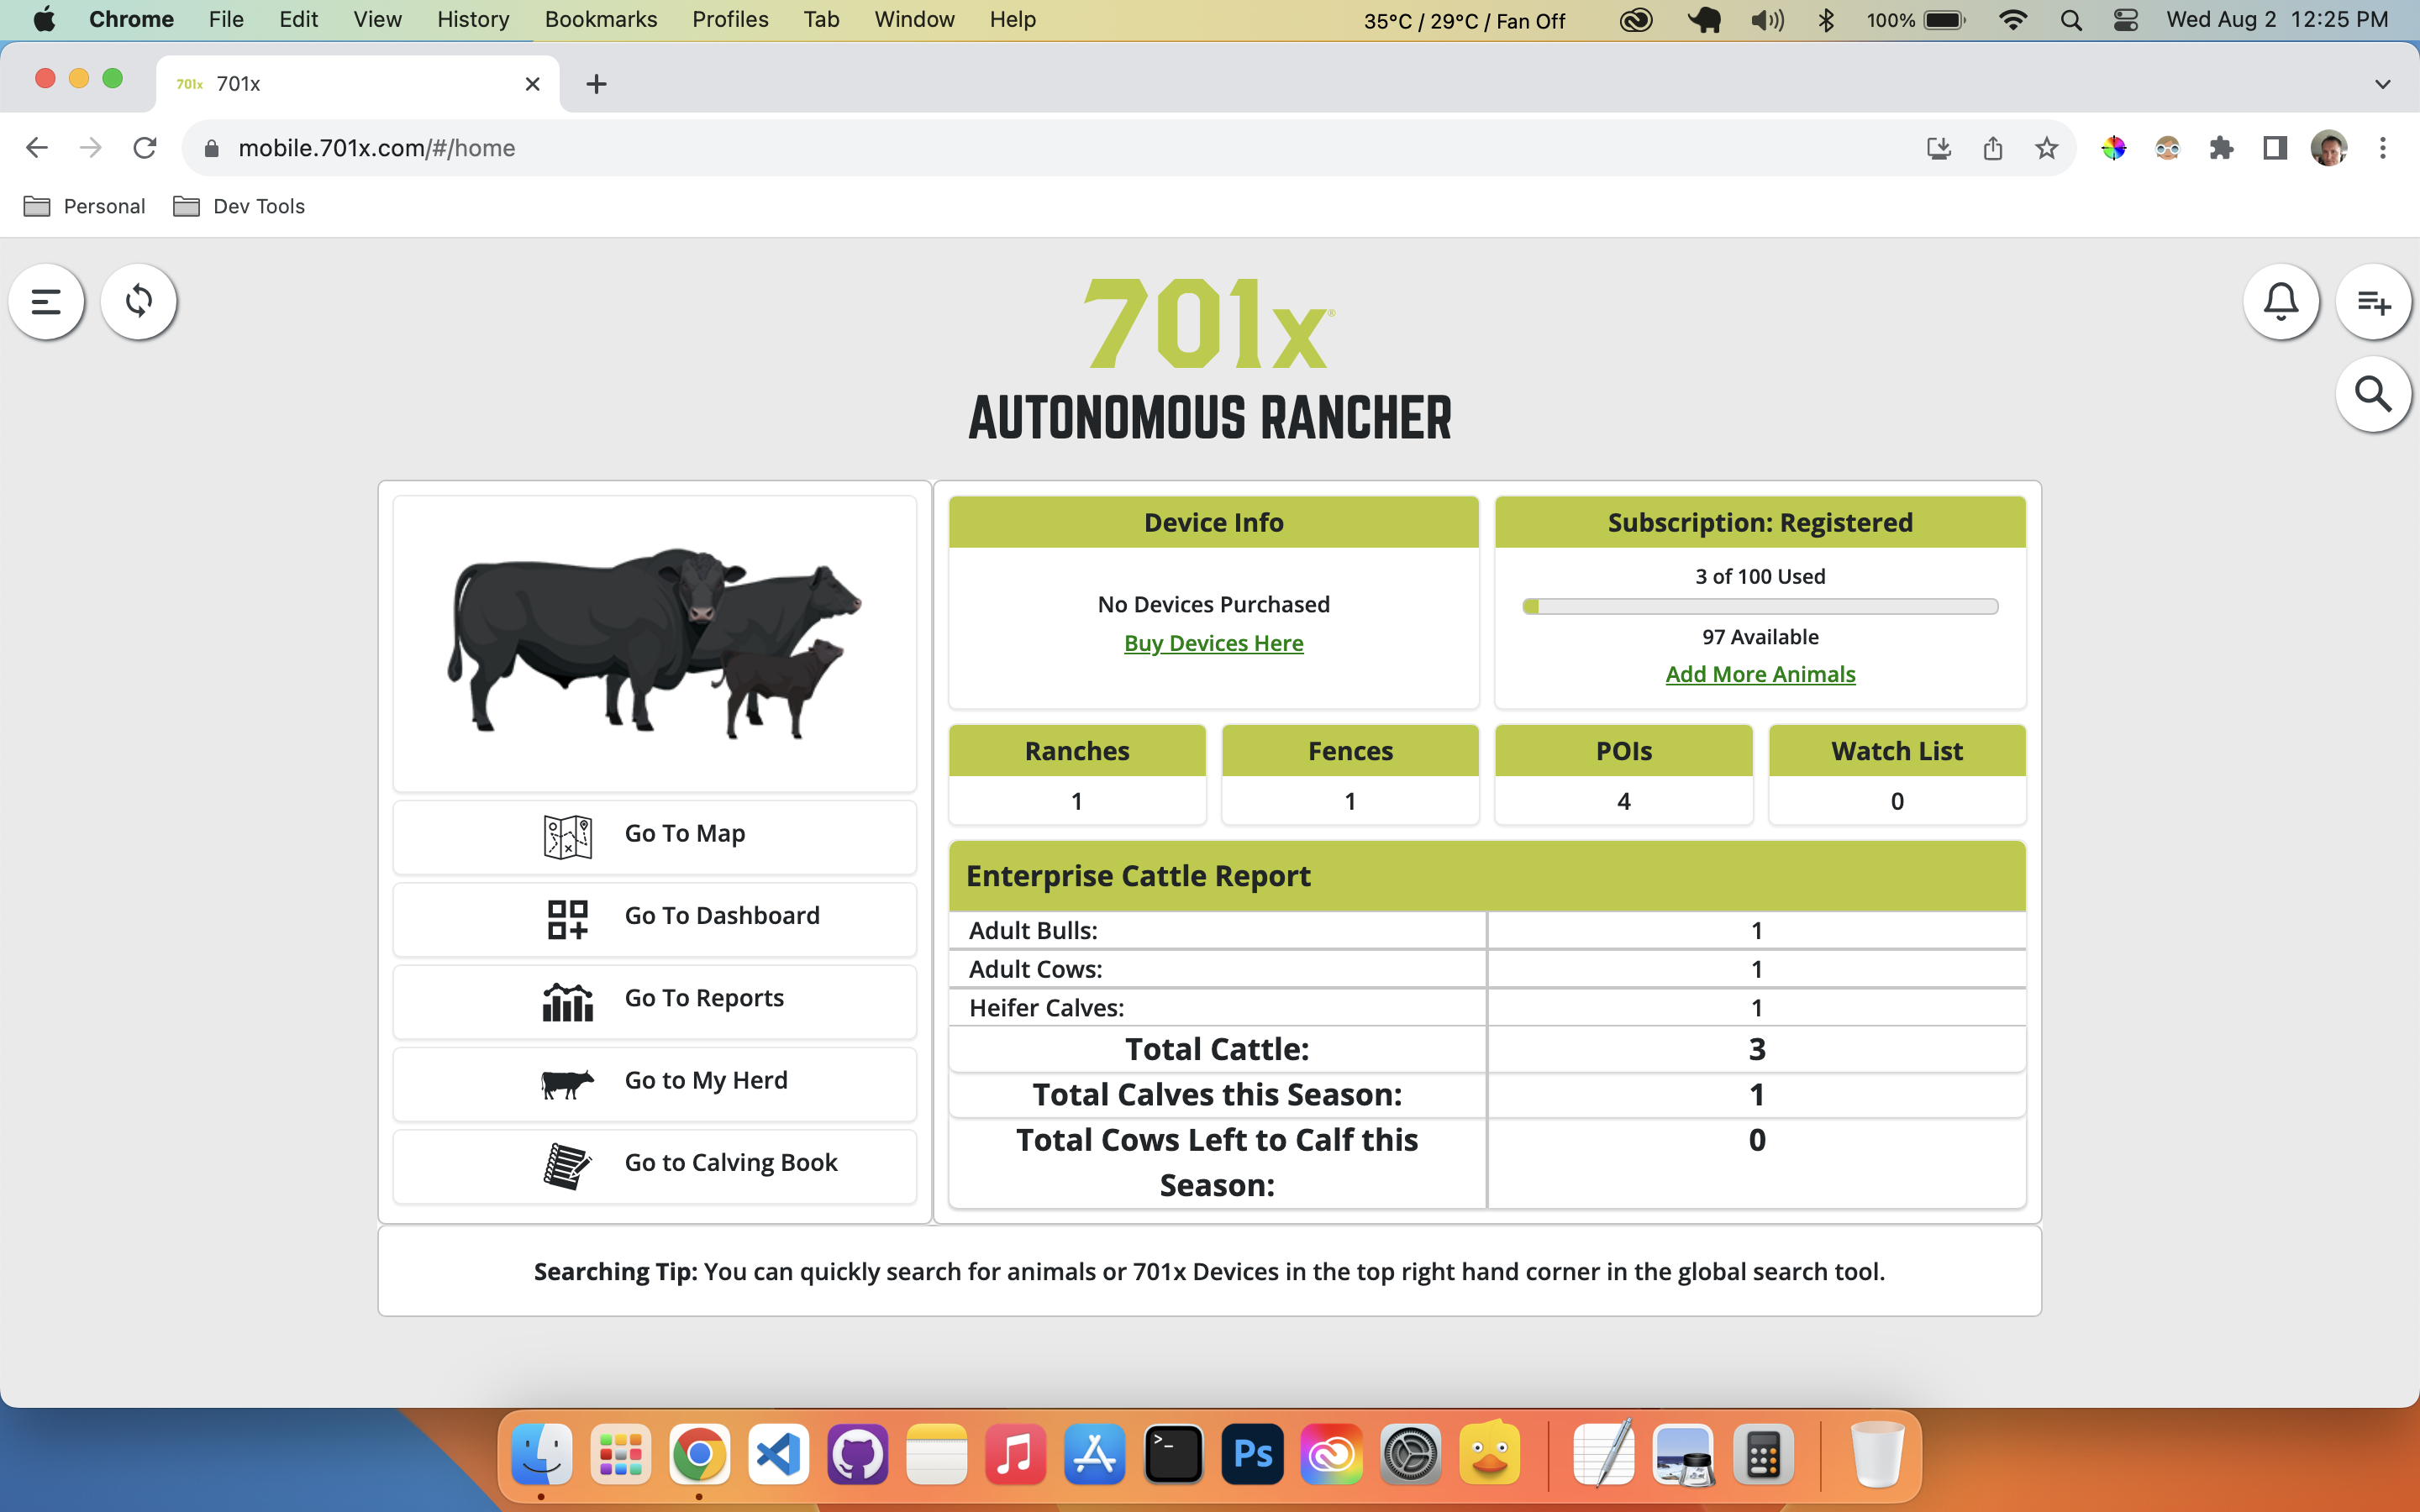 Chrome File Edit View History Bookmarks Profiles Tab Window Help 35°C / 29°C / Fan Off 100% Wed Aug 2 12:25 PM
701x 701x
mobile.701x.com/#/home
Personal Dev Tools
701x®
AUTONOMOUS RANCHER
Go To Map
Go To Dashboard
Go To Reports
Go to My Herd
Go to Calving Book
Device Info
No Devices Purchased
Buy Devices Here
Subscription: Registered
3 of 100 Used
97 Available
Add More Animals
Ranches
1
Fences
1
POIs
4
Watch List
0
Enterprise Cattle Report
Adult Bulls: 1
Adult Cows: 1
Heifer Calves: 1
Total Cattle: 3
Total Calves this Season: 1
Total Cows Left to Calf this 0
Season:
Searching Tip: You can quickly search for animals or 701x Devices in the top right hand corner in the global search tool.
>_
Ps